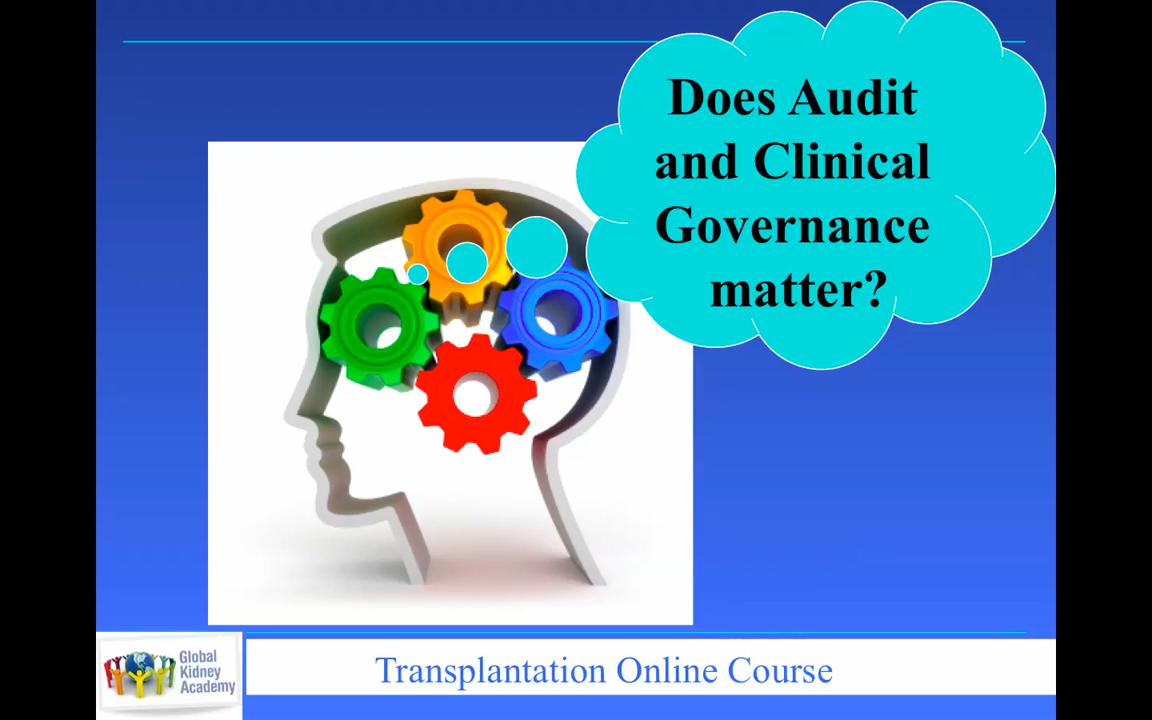 Does Audit
and Clinical
Governance
matter?
Global
Kidney
Academy
Transplantation Online Course